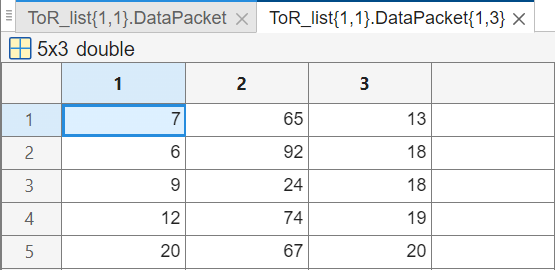 ToR_list{1,1}.DataPacket × ToR_list{1,1}.DataPacket{1,3} ×
5x3 double
1 2 3
1 7 65 13
2 6 92 18
3 9 24 18
4 12 74 19
5 20 67 20